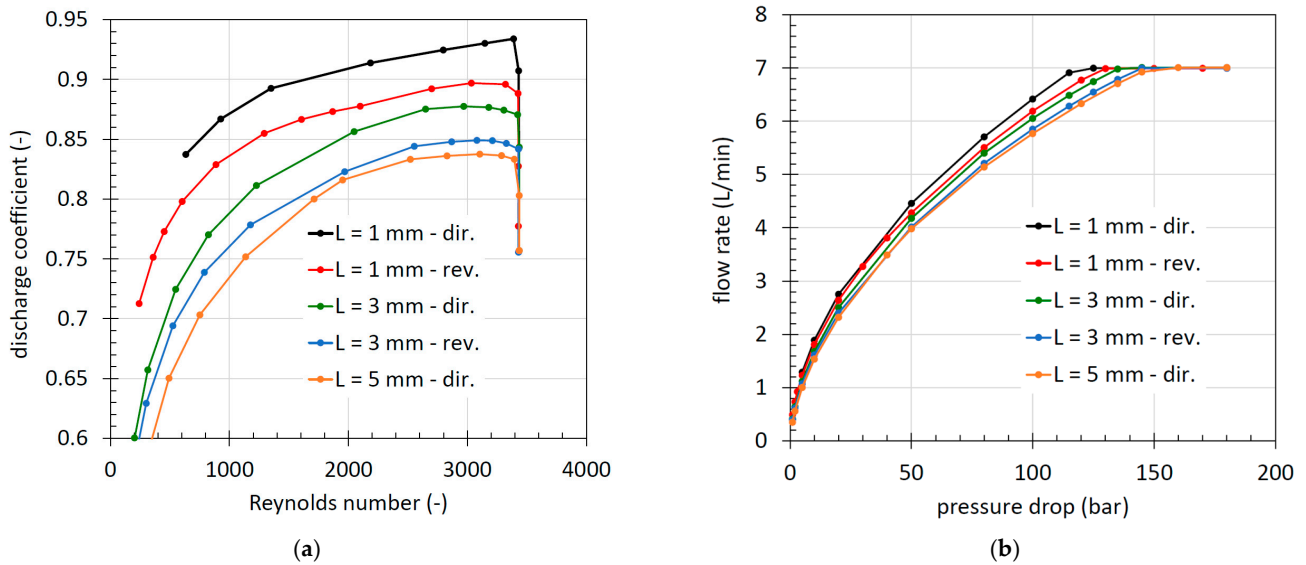 0.95
0.9
0.85
0.8
0.75
0.7
0.65
0.6
discharge coefficient (-)
L = 1 mm - dir.
L = 1 mm - rev.
L = 3 mm - dir.
L = 3 mm - rev.
L = 5 mm - dir.
0 1000 2000 3000 4000
Reynolds number (-)
(a)
8
7
6
5
4
3
2
1
0
flow rate (L/min)
L = 1 mm - dir.
L = 1 mm - rev.
L = 3 mm - dir.
L = 3 mm - rev.
L = 5 mm - dir.
0 50 100 150 200
pressure drop (bar)
(b)